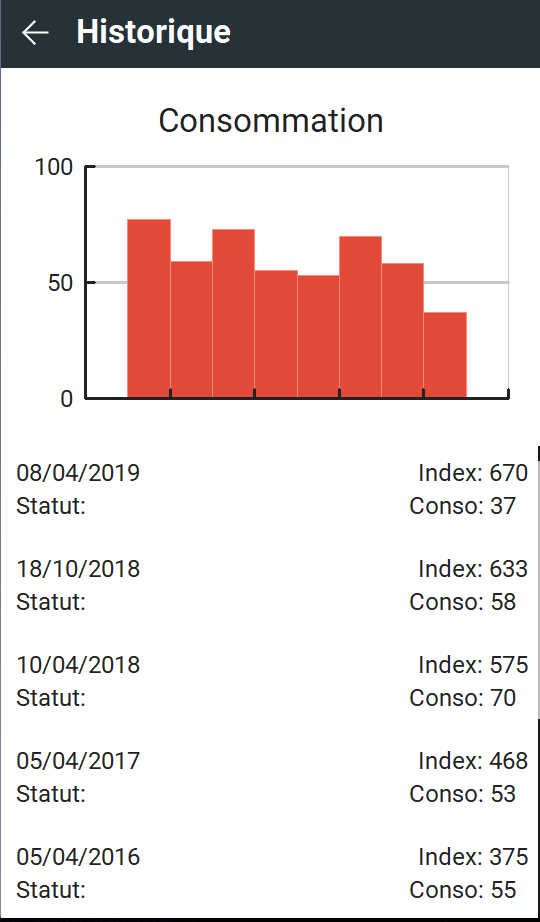 Historique
Consommation
100
50
0
08/04/2019 Index: 670
Statut: Conso: 37
18/10/2018 Index: 633
Statut: Conso: 58
10/04/2018 Index: 575
Statut: Conso: 70
05/04/2017 Index: 468
Statut: Conso: 53
05/04/2016 Index: 375
Statut: Conso: 55